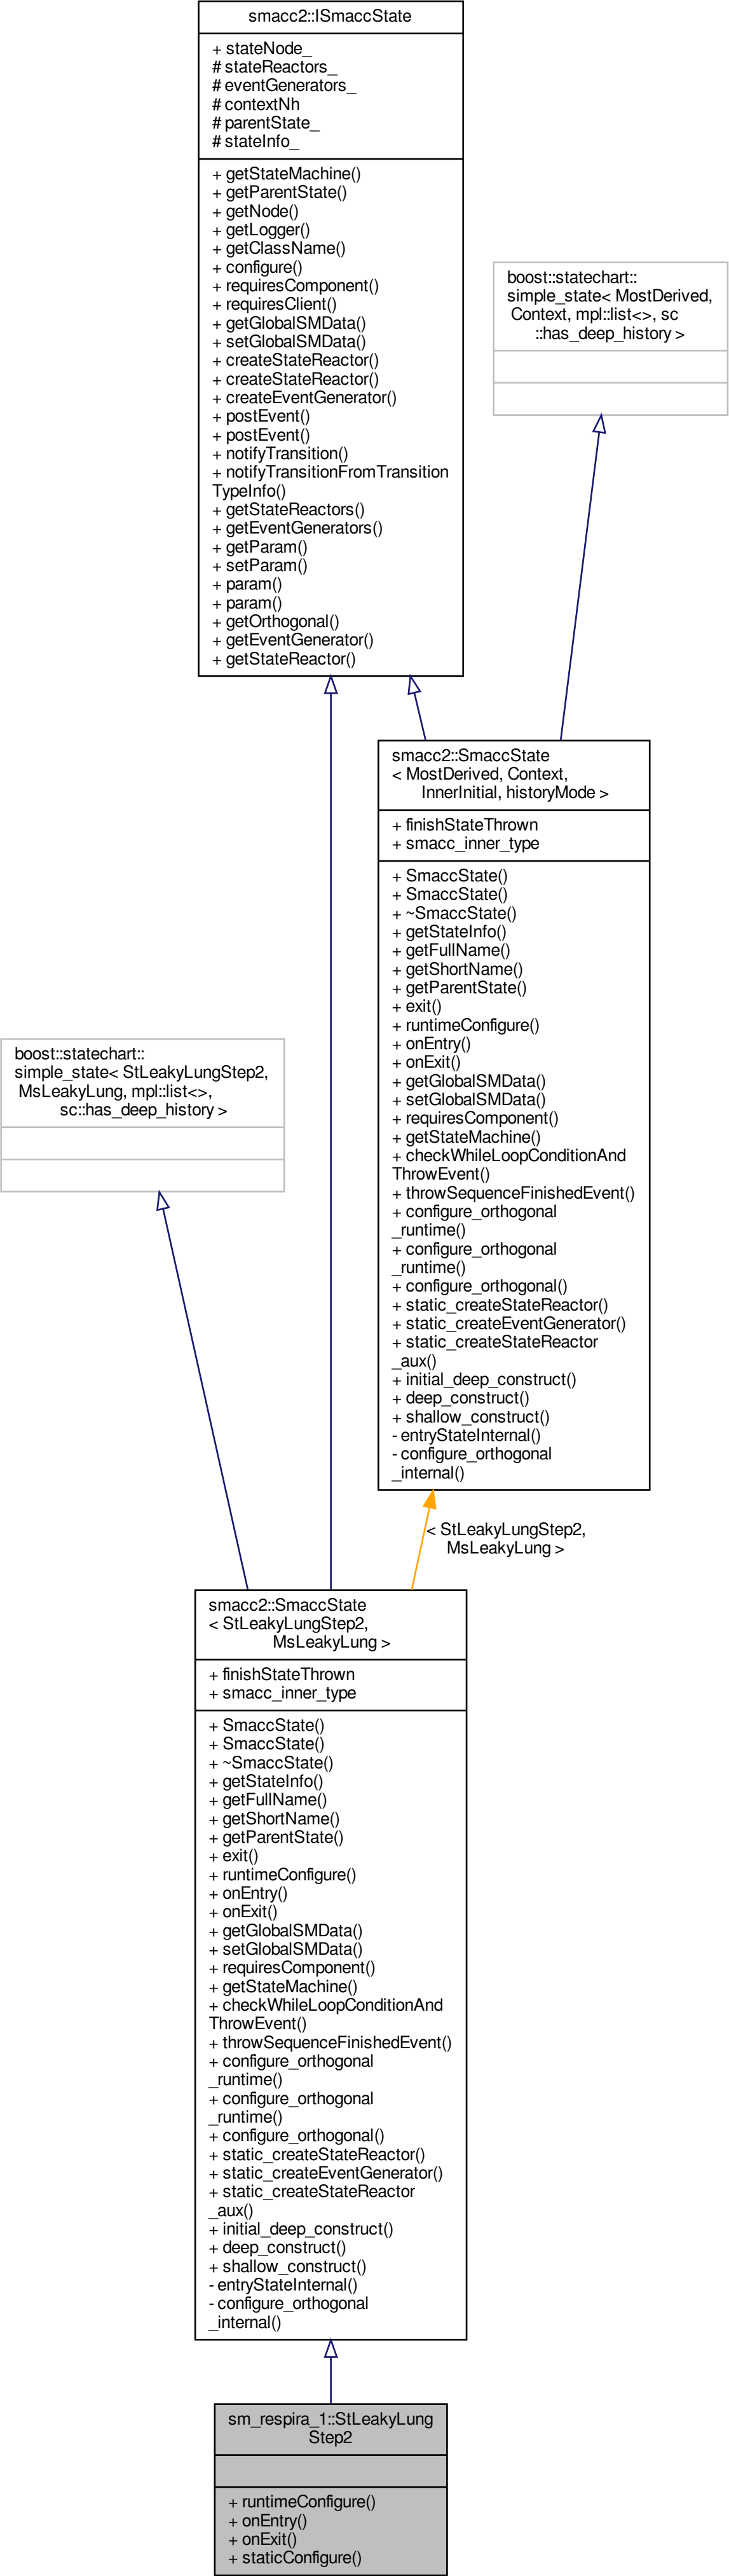 smacc2::ISmaccState
+ stateNode_
# stateReactors_
# eventGenerators_
# contextNh
# parentState_
# stateInfo_
+ getStateMachine()
+ getParentState()
+ getNode()
+ getLogger()
+ getClassName()
+ configure()
+ requiresComponent()
+ requiresClient()
+ getGlobalSMData()
+ setGlobalSMData()
+ createStateReactor()
+ createStateReactor()
+ createEventGenerator()
+ postEvent()
+ postEvent()
+ notifyTransition()
+ notifyTransitionFromTransition
TypeInfo()
+ getStateReactors()
+ getEventGenerators()
+ getParam()
+ setParam()
+ param()
+ param()
+ getOrthogonal()
+ getEventGenerator()
+ getStateReactor()
boost::statechart::
simple_state< MostDerived,
Context, mpl::list<>, sc
::has_deep_history >
smacc2::SmaccState
< MostDerived, Context,
InnerInitial, historyMode >
+ finishStateThrown
+ smacc_inner_type
+ SmaccState()
+ SmaccState()
+ ~SmaccState()
+ getStateInfo()
+ getFullName()
+ getShortName()
+ getParentState()
+ exit()
+ runtimeConfigure()
+ onEntry()
+ onExit()
+ getGlobalSMData()
+ setGlobalSMData()
+ requiresComponent()
+ getStateMachine()
+ checkWhileLoopConditionAnd
ThrowEvent()
+ throwSequenceFinishedEvent()
+ configure_orthogonal
_runtime()
+ configure_orthogonal
_runtime()
+ configure_orthogonal()
+ static_createStateReactor()
+ static_createEventGenerator()
+ static_createStateReactor
_aux()
+ initial_deep_construct()
+ deep_construct()
+ shallow_construct()
- entryStateInternal()
- configure_orthogonal
_internal()
boost::statechart::
simple_state< StLeakyLungStep2,
MsLeakyLung, mpl::list<>,
sc::has_deep_history >
< StLeakyLungStep2,
MsLeakyLung >
smacc2::SmaccState
< StLeakyLungStep2,
MsLeakyLung >
+ finishStateThrown
+ smacc_inner_type
+ SmaccState()
+ SmaccState()
+ ~SmaccState()
+ getStateInfo()
+ getFullName()
+ getShortName()
+ getParentState()
+ exit()
+ runtimeConfigure()
+ onEntry()
+ onExit()
+ getGlobalSMData()
+ setGlobalSMData()
+ requiresComponent()
+ getStateMachine()
+ checkWhileLoopConditionAnd
ThrowEvent()
+ throwSequenceFinishedEvent()
+ configure_orthogonal
_runtime()
+ configure_orthogonal
_runtime()
+ configure_orthogonal()
+ static_createStateReactor()
+ static_createEventGenerator()
+ static_createStateReactor
_aux()
+ initial_deep_construct()
+ deep_construct()
+ shallow_construct()
- entryStateInternal()
- configure_orthogonal
_internal()
sm_respira_1::StLeakyLung
Step2
+ runtimeConfigure()
+ onEntry()
+ onExit()
+ staticConfigure()